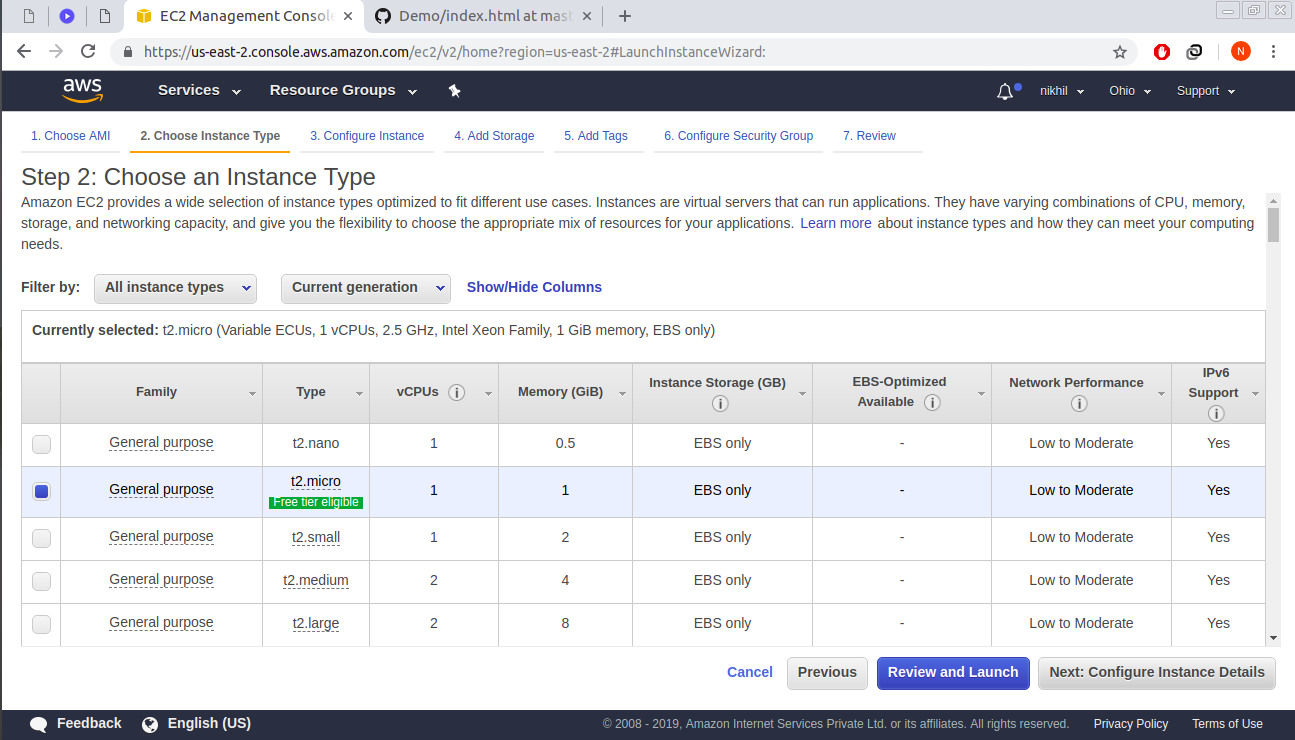 EC2 Management Console
Demo/index.html at mast
https://us-east-2.console.aws.amazon.com/ec2/v2/home?region=us-east-2#LaunchInstanceWizard:
N
aws Services Resource Groups nikhil Ohio Support
1. Choose AMI 2. Choose Instance Type 3. Configure Instance 4. Add Storage 5. Add Tags 6. Configure Security Group 7. Review
Step 2: Choose an Instance Type
Amazon EC2 provides a wide selection of instance types optimized to fit different use cases. Instances are virtual servers that can run applications. They have varying combinations of CPU, memory,
storage, and networking capacity, and give you the flexibility to choose the appropriate mix of resources for your applications. Learn more about instance types and how they can meet your computing
needs.
Filter by: All instance types Current generation Show/Hide Columns
Currently selected: t2.micro (Variable ECUs, 1 vCPUs, 2.5 GHz, Intel Xeon Family, 1 GiB memory, EBS only)
Family Type vCPUs Memory (GiB) Instance Storage (GB) EBS-Optimized Available Network Performance IPv6 Support
General purpose t2.nano 1 0.5 EBS only - Low to Moderate Yes
General purpose t2.micro Free tier eligible 1 1 EBS only - Low to Moderate Yes
General purpose t2.small 1 2 EBS only - Low to Moderate Yes
General purpose t2.medium 2 4 EBS only - Low to Moderate Yes
General purpose t2.large 2 8 EBS only - Low to Moderate Yes
Cancel Previous Review and Launch Next: Configure Instance Details
Feedback English (US) © 2008 - 2019, Amazon Internet Services Private Ltd. or its affiliates. All rights reserved. Privacy Policy Terms of Use